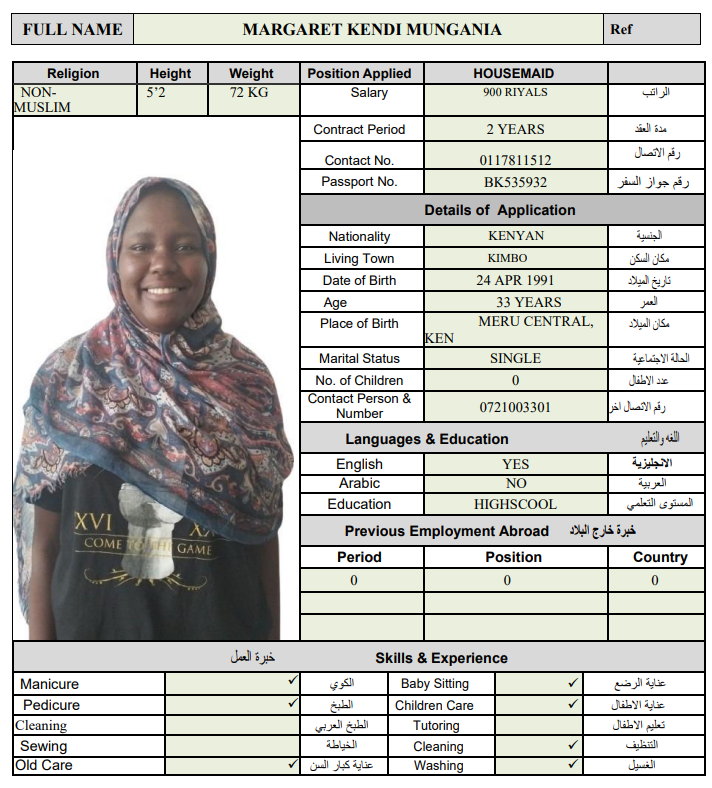 FULL NAME MARGARET KENDI MUNGANIA Ref
Religion Height Weight Position Applied HOUSEMAID
NON-MUSLIM 5’2 72 KG Salary 900 RIYALS الراتب
Contract Period 2 YEARS مدة العقد
Contact No. 0117811512 رقم الاتصال
Passport No. BK535932 رقم جواز السفر
Details of Application
Nationality KENYAN الجنسية
Living Town KIMBO مكان السكن
Date of Birth 24 APR 1991 تاريخ الميلاد
Age 33 YEARS العمر
Place of Birth MERU CENTRAL, KEN مكان الميلاد
Marital Status SINGLE الحالة الاجتماعية
No. of Children 0 عدد الاطفال
Contact Person & Number 0721003301 رقم الاتصال اخر
Languages & Education اللغه والتعليم
English YES الانجليزية
Arabic NO العربية
Education HIGHSCOOL المستوى التعلمي
Previous Employment Abroad خبرة خارج البلاد
Period Position Country
0 0 0
XVI XX
COME TO THE GAME
خبرة العمل Skills & Experience
Manicure ✓ الكوي Baby Sitting ✓ عناية الرضع
Pedicure ✓ الطبخ Children Care ✓ عناية الاطفال
Cleaning الطبخ العربي Tutoring تعليم الاطفال
Sewing الخياطة Cleaning ✓ التنظيف
Old Care ✓ عناية كبار السن Washing ✓ الغسيل